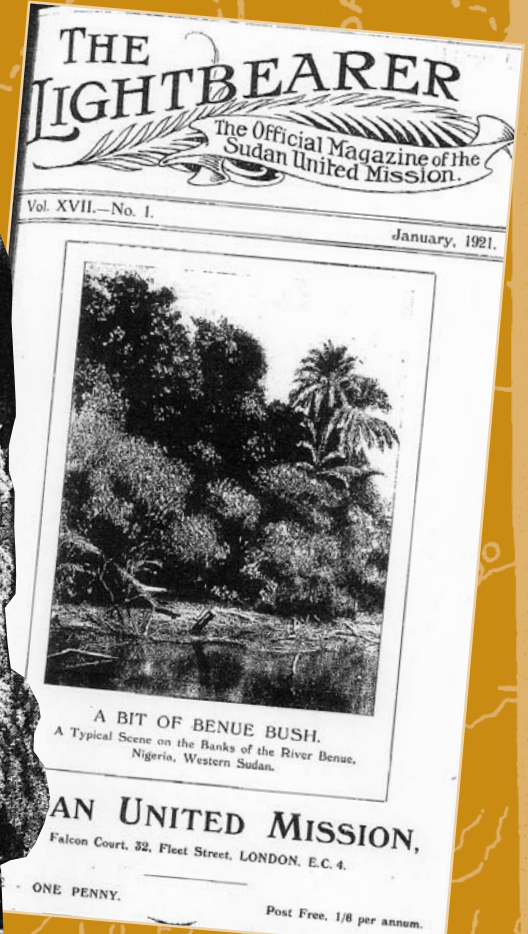 THE
LIGHTBEARER
The Official Magazine of the
Sudan United Mission.
Vol. XVII.—No. 1.
January, 1921.
A BIT OF BENUE BUSH.
A Typical Scene on the Banks of the River Benue,
Nigeria, Western Sudan.
AN UNITED MISSION,
Falcon Court, 32, Fleet Street, LONDON, E.C. 4.
- ONE PENNY.
Post Free, 1/6 per annum.